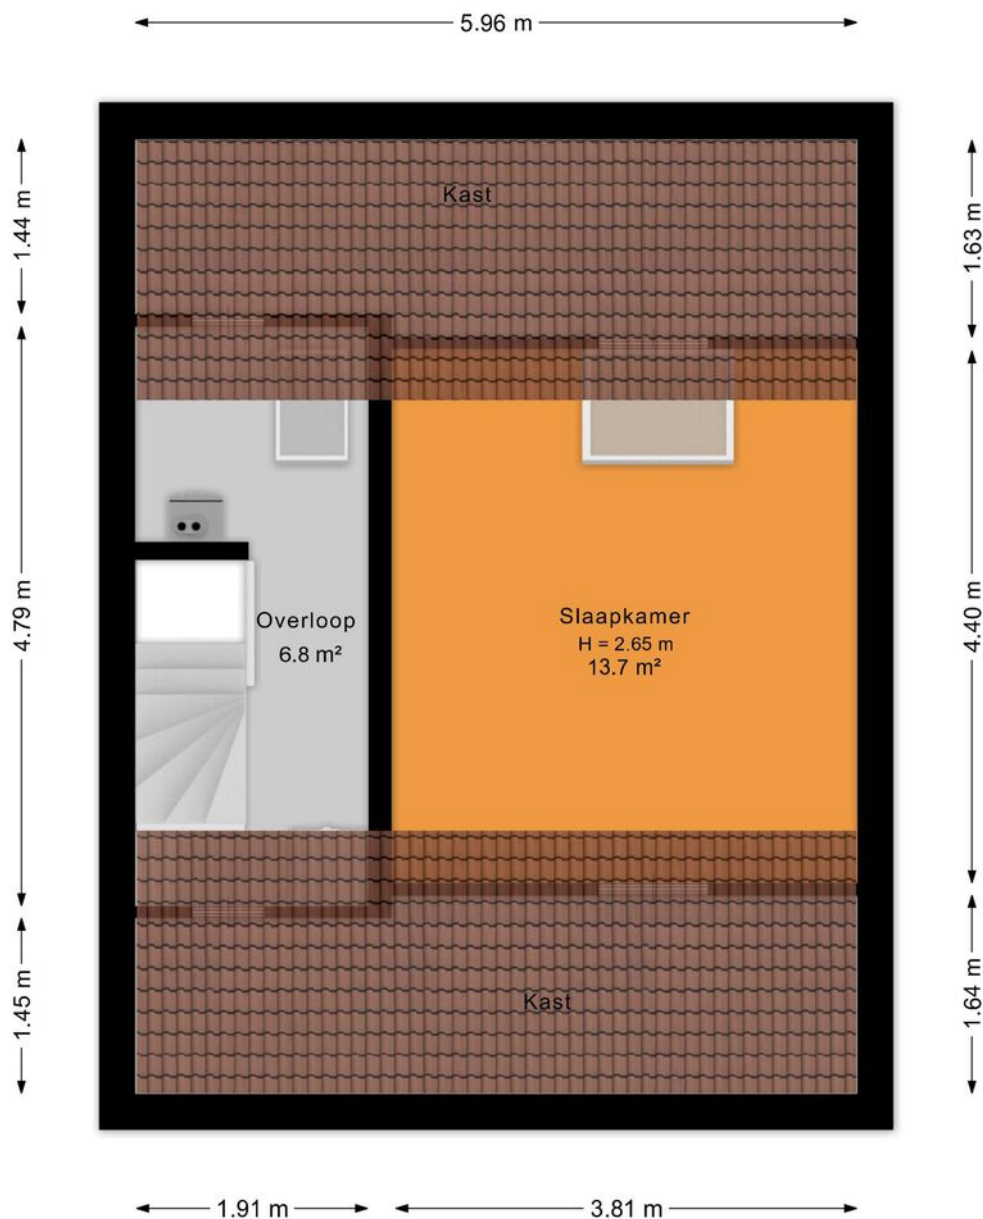 5.96 m
Kast
1.44 m
1.63 m
4.79 m
4.40 m
Overloop
6.8 m²
Slaapkamer
H = 2.65 m
13.7 m²
Kast
1.45 m
1.64 m
1.91 m
3.81 m